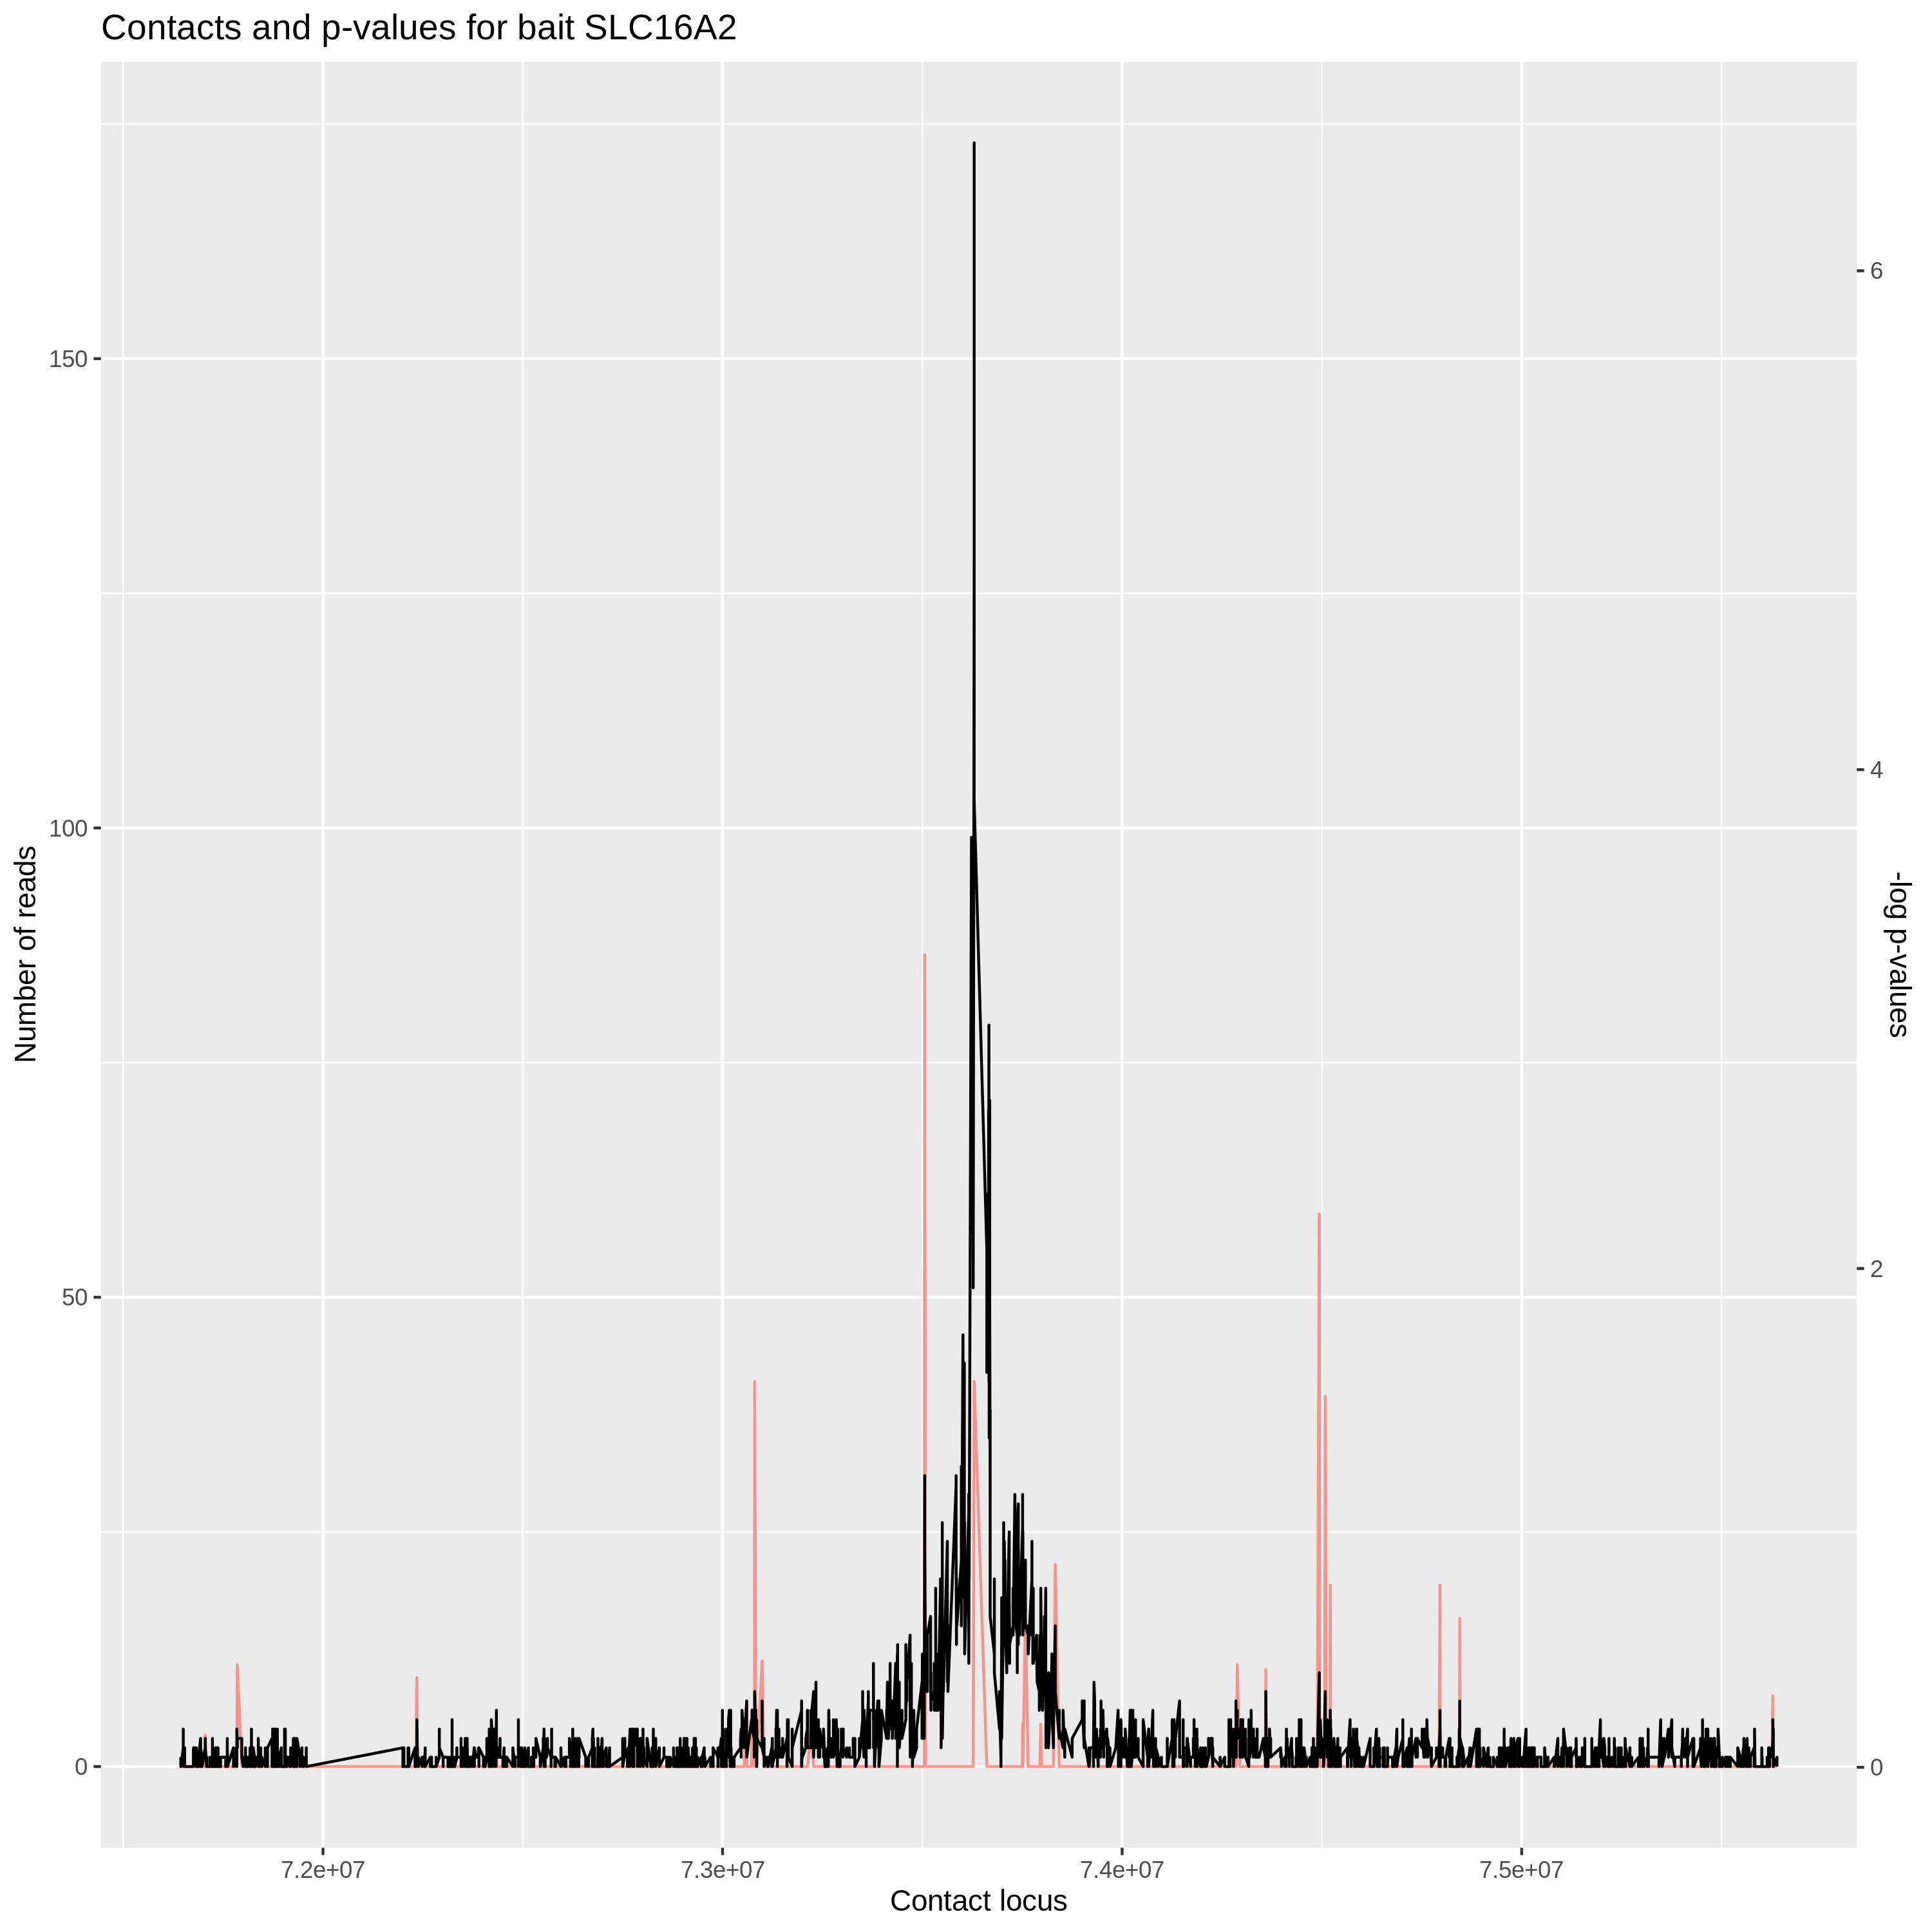 Contacts and p-values for bait SLC16A2
150
100
50
0
6
4
2
0
Number of reads
-log p-values
7.2e+07
7.3e+07
7.4e+07
7.5e+07
Contact locus